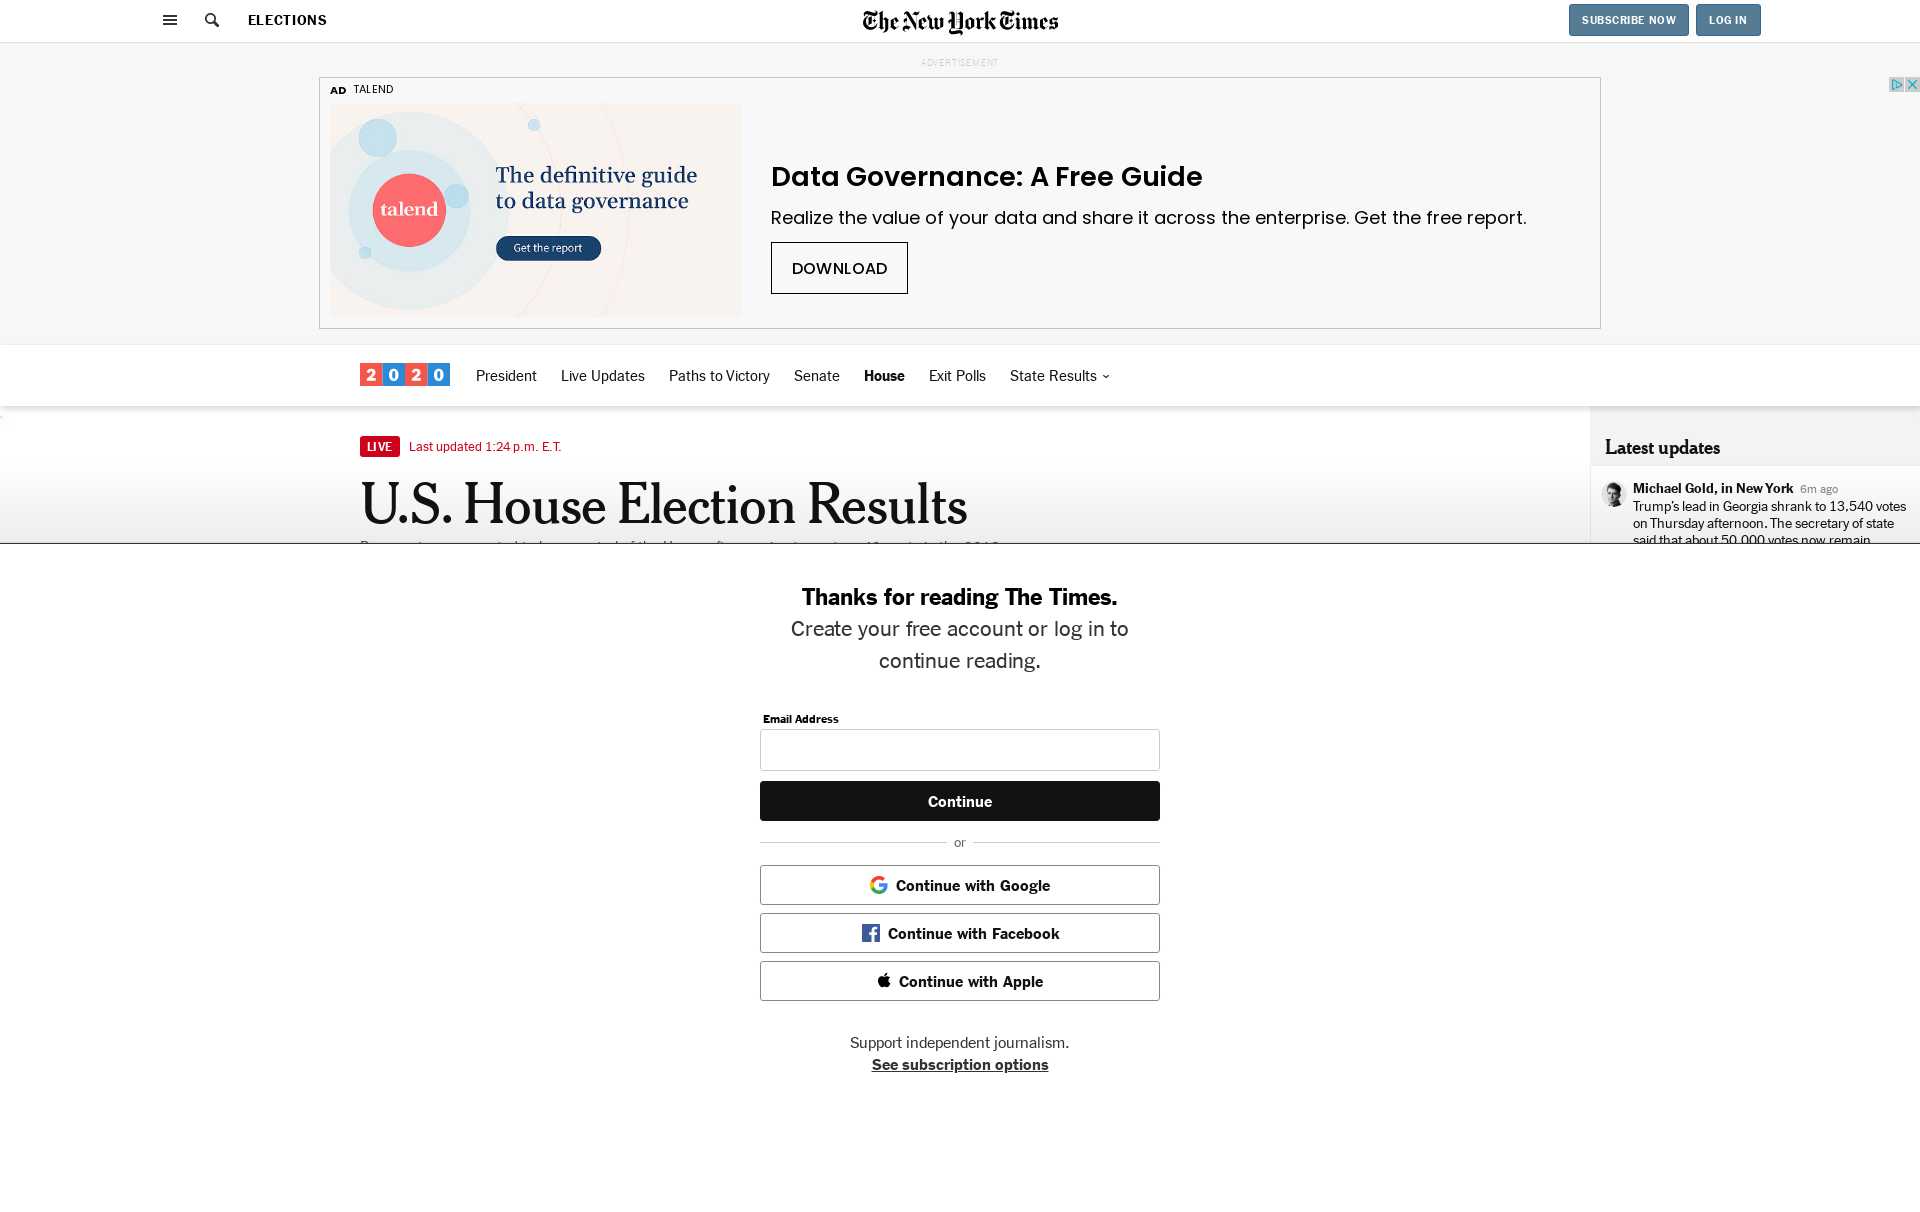 ELECTIONS
The New York Times
SUBSCRIBE NOW
LOG IN
ADVERTISEMENT
AD TALEND
talend
The definitive guide
to data governance
Get the report
Data Governance: A Free Guide
Realize the value of your data and share it across the enterprise. Get the free report.
DOWNLOAD
2020
President
Live Updates
Paths to Victory
Senate
House
Exit Polls
State Results
LIVE Last updated 1:24 p.m. E.T.
U.S. House Election Results
Latest updates
Michael Gold, in New York 6m ago
Trump's lead in Georgia shrank to 13,540 votes
on Thursday afternoon. The secretary of state
said that about 50,000 votes now remain
Thanks for reading The Times.
Create your free account or log in to
continue reading.
Email Address
Continue
or
Continue with Google
Continue with Facebook
Continue with Apple
Support independent journalism.
See subscription options